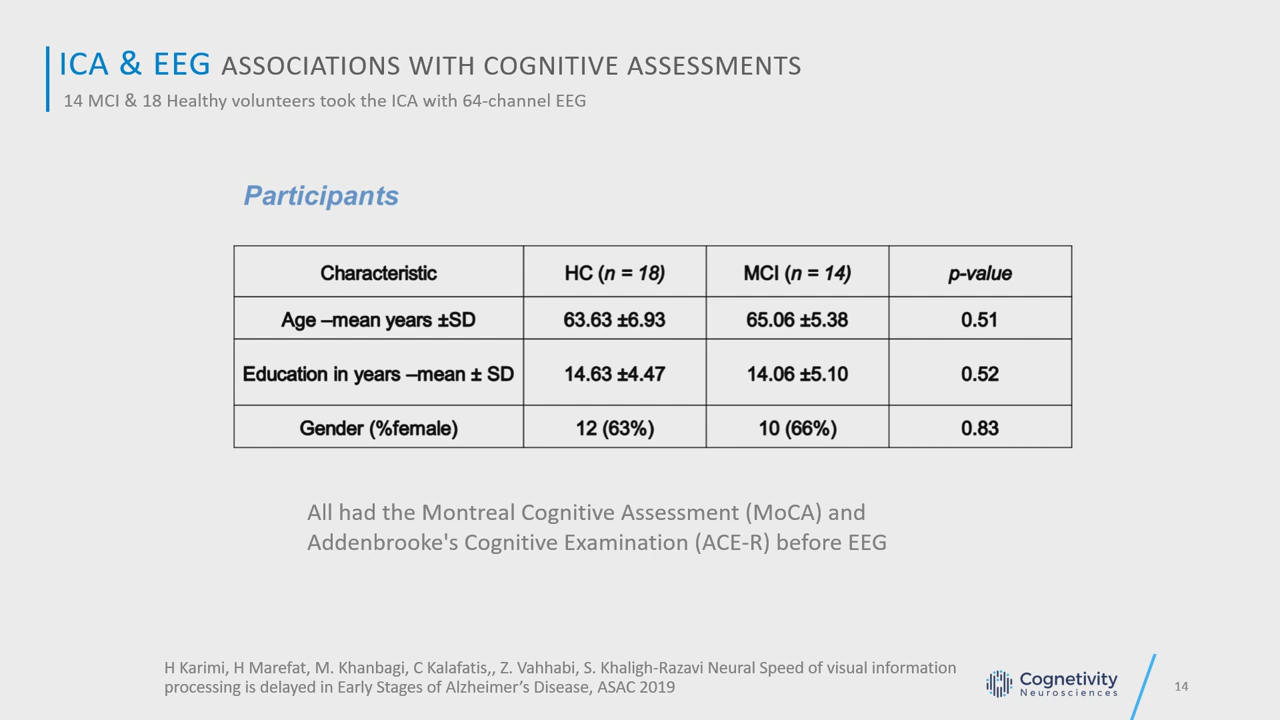 ICA & EEG ASSOCIATIONS WITH COGNITIVE ASSESSMENTS
14 MCI & 18 Healthy volunteers took the ICA with 64-channel EEG
Participants
Characteristic HC (n = 18) MCI (n = 14) p-value
Age –mean years ±SD 63.63 ±6.93 65.06 ±5.38 0.51
Education in years –mean ± SD 14.63 ±4.47 14.06 ±5.10 0.52
Gender (%female) 12 (63%) 10 (66%) 0.83
All had the Montreal Cognitive Assessment (MoCA) and
Addenbrooke's Cognitive Examination (ACE-R) before EEG
H Karimi, H Marefat, M. Khanbagi, C Kalafatis,, Z. Vahhabi, S. Khaligh-Razavi Neural Speed of visual information
processing is delayed in Early Stages of Alzheimer’s Disease, ASAC 2019
Cognetivity
Neurosciences
14